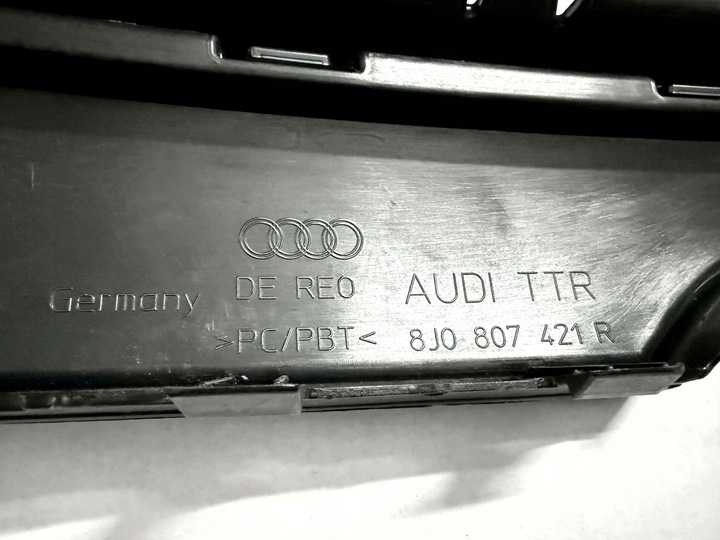 Germany DE REO AUDI TTR
>PC/PBT< 8J0 807 421 R